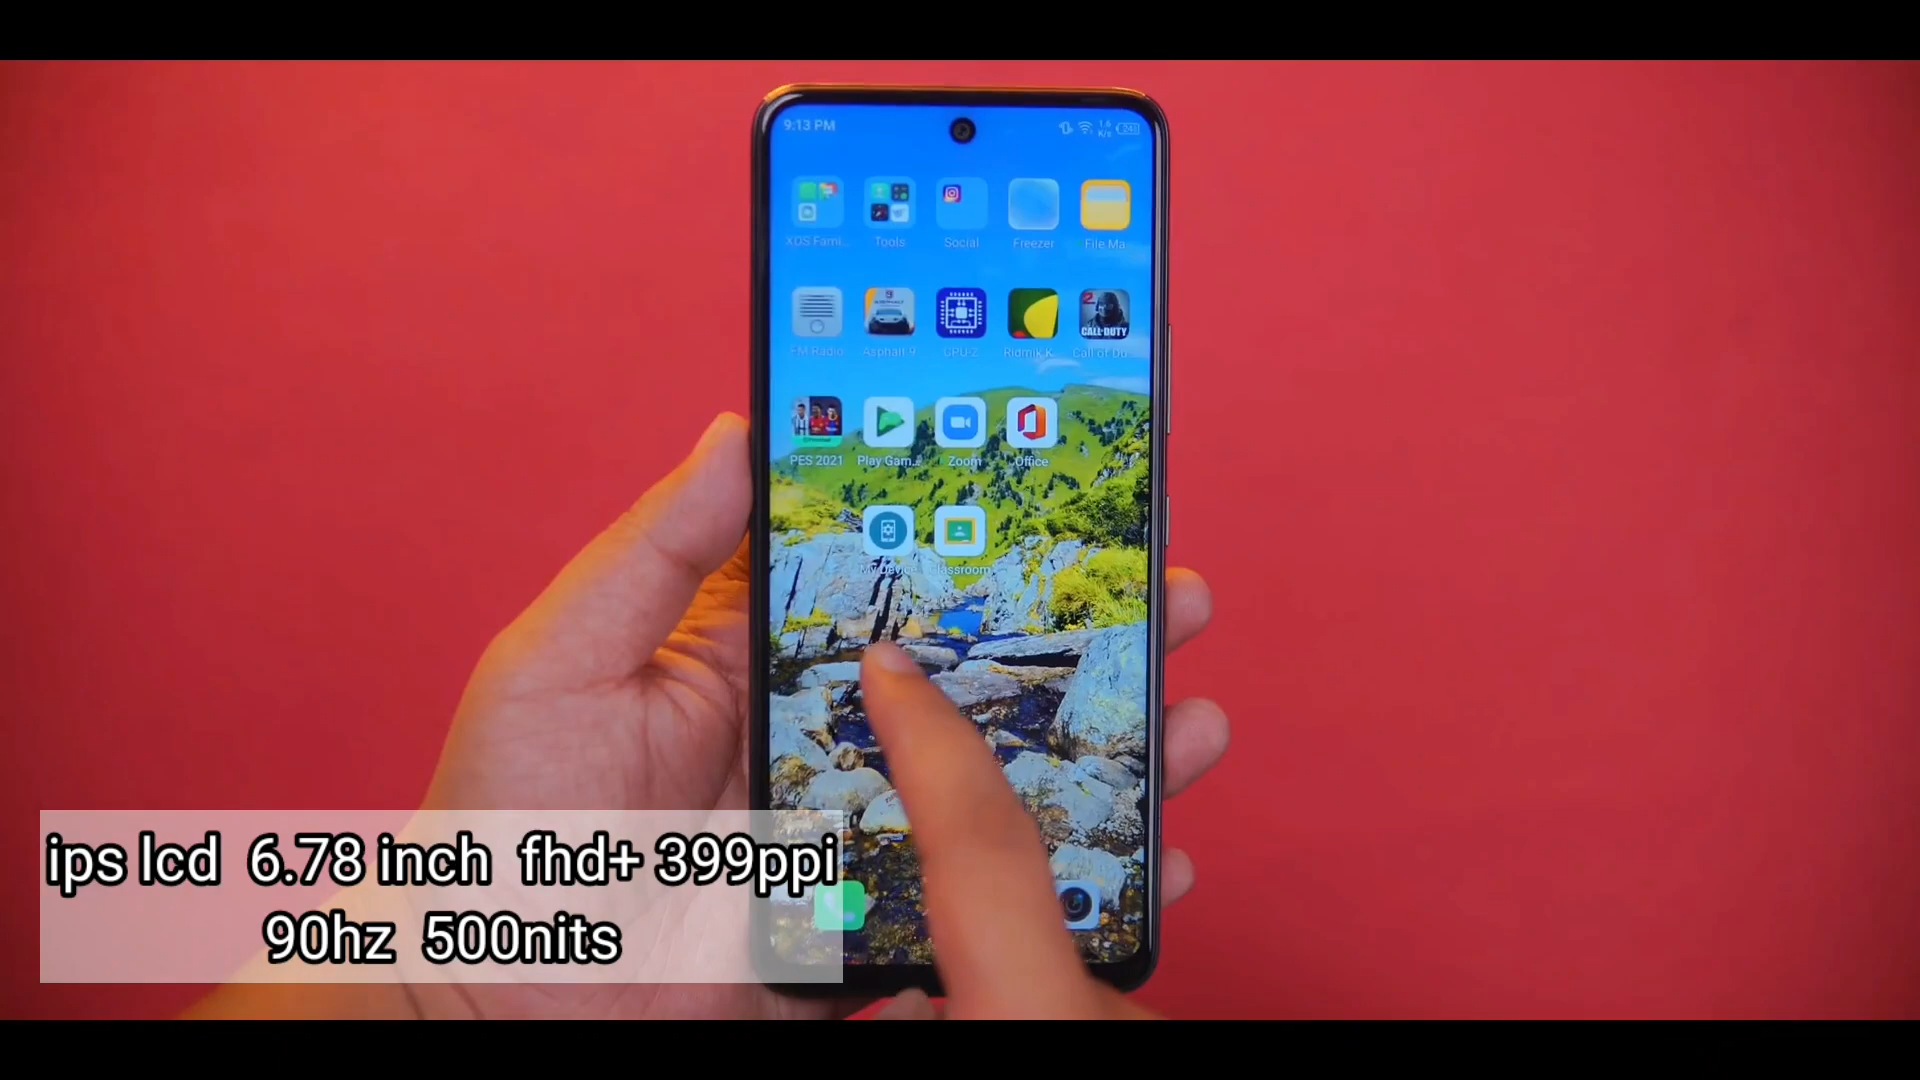 9:13 PM
1.6
K/s
XOS Fami...
Tools
Social
Freezer
File Ma
FM Radio
Asphalt 9
CPU-Z
Ridmik K
Call of Du...
CALL·DUTY
PES 2021
Play Gam...
Zoom
Office
My Device
Classroom
ips lcd 6.78 inch fhd+ 399ppi
90hz 500nits